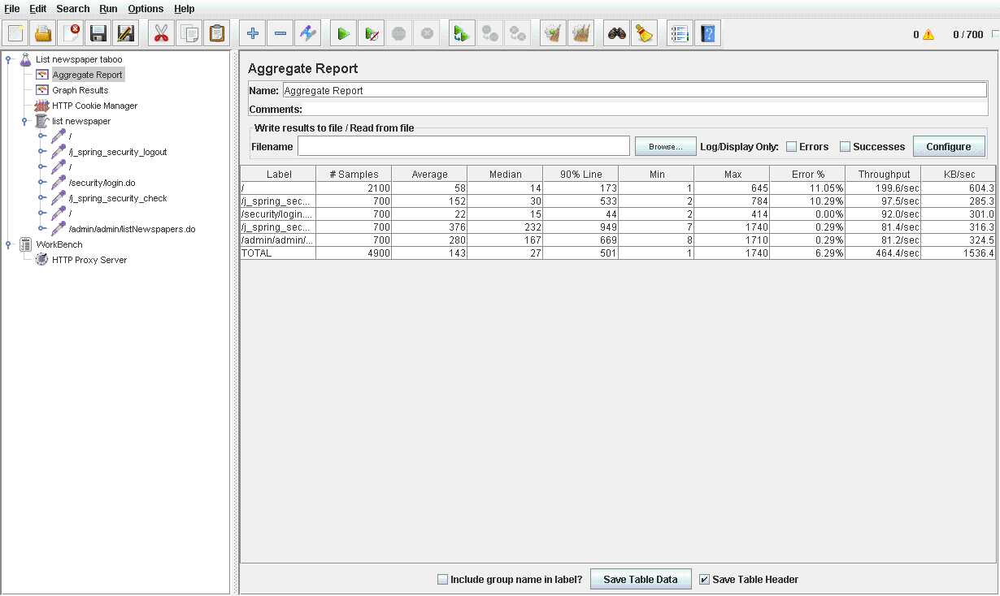 File Edit Search Run Options Help
0 0 / 700
List newspaper taboo
Aggregate Report
Graph Results
HTTP Cookie Manager
list newspaper
/
/j_spring_security_logout
/
/security/login.do
/j_spring_security_check
/
/admin/admin/listNewspapers.do
WorkBench
HTTP Proxy Server
Aggregate Report
Name: Aggregate Report
Comments:
Write results to file / Read from file
Filename Browse... Log/Display Only: Errors Successes Configure
Label # Samples Average Median 90% Line Min Max Error % Throughput KB/sec
/ 2100 58 14 173 1 645 11.05% 199.6/sec 604.3
/j_spring_sec... 700 152 30 533 2 784 10.29% 97.5/sec 285.3
/security/login.... 700 22 15 44 2 414 0.00% 92.0/sec 301.0
/j_spring_sec... 700 376 232 949 7 1740 0.29% 81.4/sec 316.3
/admin/admin/... 700 280 167 669 8 1710 0.29% 81.2/sec 324.5
TOTAL 4900 143 27 501 1 1740 6.29% 464.4/sec 1536.4
Include group name in label? Save Table Data Save Table Header